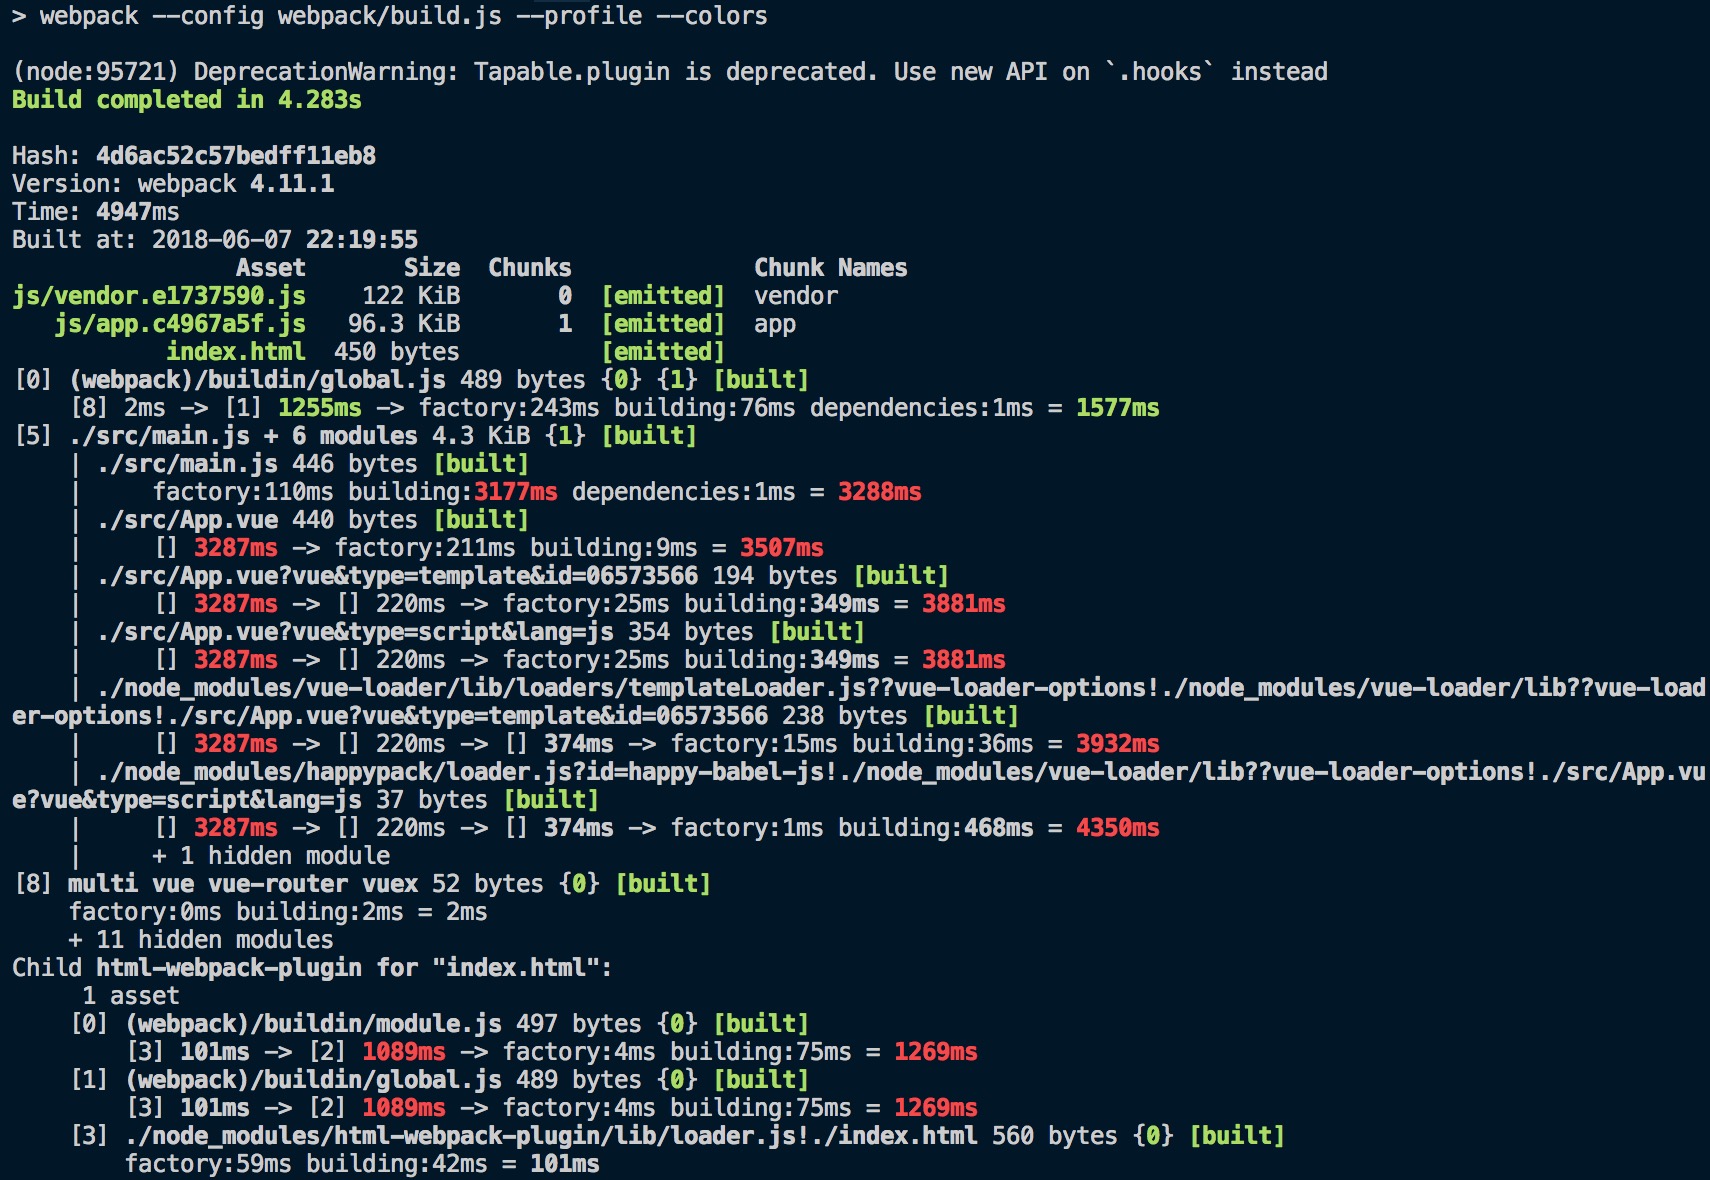 > webpack --config webpack/build.js --profile --colors
(node:95721) DeprecationWarning: Tapable.plugin is deprecated. Use new API on `.hooks` instead
Build completed in 4.283s
Hash: 4d6ac52c57bedff11eb8
Version: webpack 4.11.1
Time: 4947ms
Built at: 2018-06-07 22:19:55
Asset Size Chunks Chunk Names
js/vendor.e1737590.js 122 KiB 0 [emitted] vendor
js/app.c4967a5f.js 96.3 KiB 1 [emitted] app
index.html 450 bytes [emitted]
[0] (webpack)/buildin/global.js 489 bytes {0} {1} [built]
[8] 2ms -> [1] 1255ms -> factory:243ms building:76ms dependencies:1ms = 1577ms
[5] ./src/main.js + 6 modules 4.3 KiB {1} [built]
| ./src/main.js 446 bytes [built]
| factory:110ms building:3177ms dependencies:1ms = 3288ms
| ./src/App.vue 440 bytes [built]
| [] 3287ms -> factory:211ms building:9ms = 3507ms
| ./src/App.vue?vue&type=template&id=06573566 194 bytes [built]
| [] 3287ms -> [] 220ms -> factory:25ms building:349ms = 3881ms
| ./src/App.vue?vue&type=script&lang=js 354 bytes [built]
| [] 3287ms -> [] 220ms -> factory:25ms building:349ms = 3881ms
| ./node_modules/vue-loader/lib/loaders/templateLoader.js??vue-loader-options!./node_modules/vue-loader/lib??vue-load
er-options!./src/App.vue?vue&type=template&id=06573566 238 bytes [built]
| [] 3287ms -> [] 220ms -> [] 374ms -> factory:15ms building:36ms = 3932ms
| ./node_modules/happypack/loader.js?id=happy-babel-js!./node_modules/vue-loader/lib??vue-loader-options!./src/App.vu
e?vue&type=script&lang=js 37 bytes [built]
| [] 3287ms -> [] 220ms -> [] 374ms -> factory:1ms building:468ms = 4350ms
| + 1 hidden module
[8] multi vue vue-router vuex 52 bytes {0} [built]
factory:0ms building:2ms = 2ms
+ 11 hidden modules
Child html-webpack-plugin for "index.html":
1 asset
[0] (webpack)/buildin/module.js 497 bytes {0} [built]
[3] 101ms -> [2] 1089ms -> factory:4ms building:75ms = 1269ms
[1] (webpack)/buildin/global.js 489 bytes {0} [built]
[3] 101ms -> [2] 1089ms -> factory:4ms building:75ms = 1269ms
[3] ./node_modules/html-webpack-plugin/lib/loader.js!./index.html 560 bytes {0} [built]
factory:59ms building:42ms = 101ms